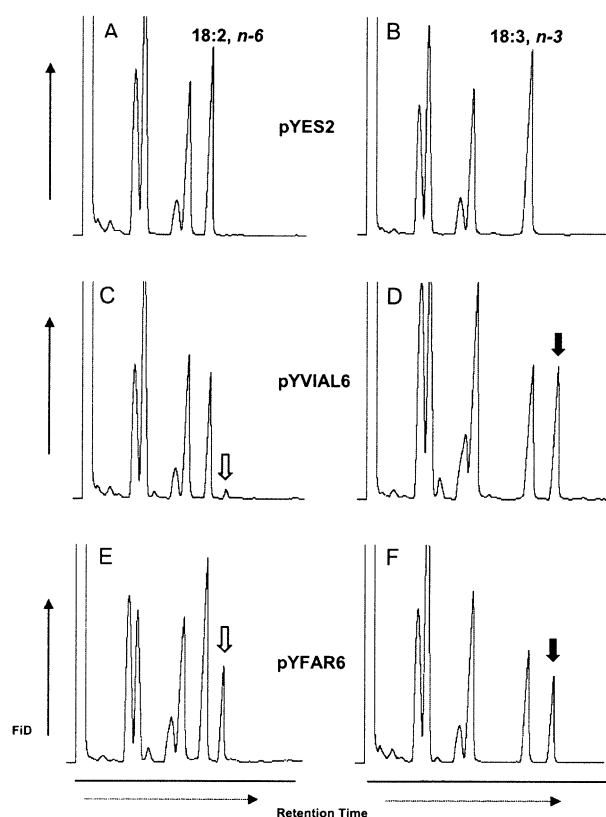 A
18:2, n-6
B
18:3, n-3
pYES2
C
D
pYVIAL6
E
F
pYFAR6
FiD
Retention Time